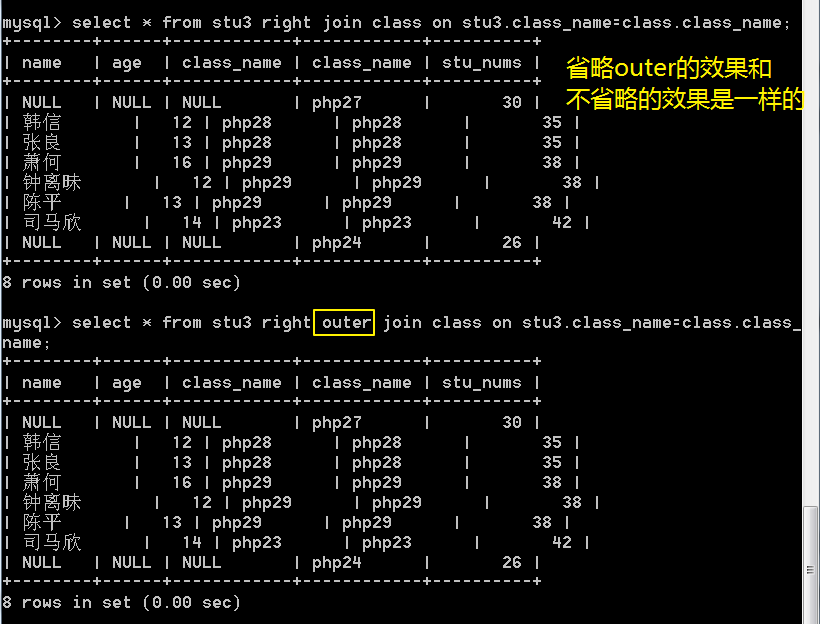 mysql> select * from stu3 right join class on stu3.class_name=class.class_name;
+--------+------+------------+------------+----------+
| name   | age  | class_name | class_name | stu_nums |
+--------+------+------------+------------+----------+
| NULL   | NULL | NULL       | php27      |       30 |
| 韩信       |   12 | php28      | php28      |       35 |
| 张良       |   13 | php28      | php28      |       35 |
| 萧何       |   16 | php29      | php29      |       38 |
| 钟离昧       |   12 | php29      | php29      |       38 |
| 陈平      |   13 | php29      | php29      |       38 |
| 司马欣      |   14 | php23      | php23      |       42 |
| NULL   | NULL | NULL       | php24      |       26 |
+--------+------+------------+------------+----------+
8 rows in set (0.00 sec)
省略outer的效果和
不省略的效果是一样的
mysql> select * from stu3 right outer join class on stu3.class_name=class.class_
name;
+--------+------+------------+------------+----------+
| name   | age  | class_name | class_name | stu_nums |
+--------+------+------------+------------+----------+
| NULL   | NULL | NULL       | php27      |       30 |
| 韩信       |   12 | php28      | php28      |       35 |
| 张良       |   13 | php28      | php28      |       35 |
| 萧何       |   16 | php29      | php29      |       38 |
| 钟离昧       |   12 | php29      | php29      |       38 |
| 陈平      |   13 | php29      | php29      |       38 |
| 司马欣      |   14 | php23      | php23      |       42 |
| NULL   | NULL | NULL       | php24      |       26 |
+--------+------+------------+------------+----------+
8 rows in set (0.00 sec)